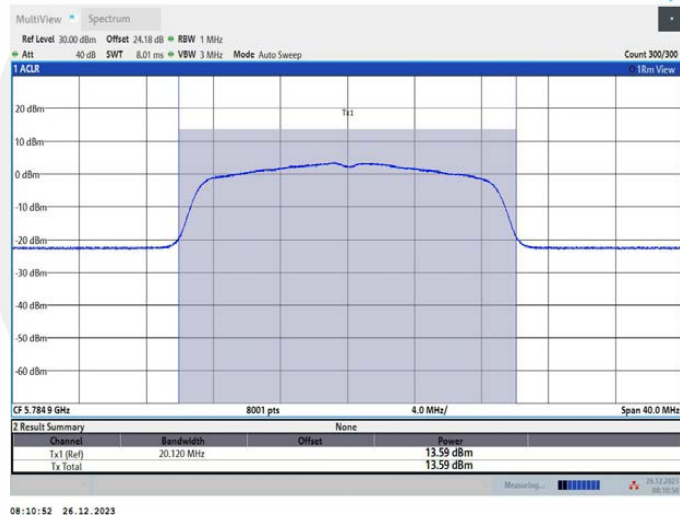 MultiView Spectrum
Ref Level 30.00 dBm Offset 24.18 dB RBW 1 MHz
Att 40 dB SWT 8.01 ms VBW 3 MHz Mode Auto Sweep Count 300/300
1 ACLR 1Rm View
Tx1
20 dBm
10 dBm
0 dBm
-10 dBm
-20 dBm
-30 dBm
-40 dBm
-50 dBm
-60 dBm
CF 5.784 9 GHz 8001 pts 4.0 MHz/ Span 40.0 MHz
2 Result Summary None
Channel Bandwidth Offset Power
Tx1 (Ref) 20.120 MHz 13.59 dBm
Tx Total 13.59 dBm
Measuring... 26.12.2023
08:10:50
08:10:52 26.12.2023